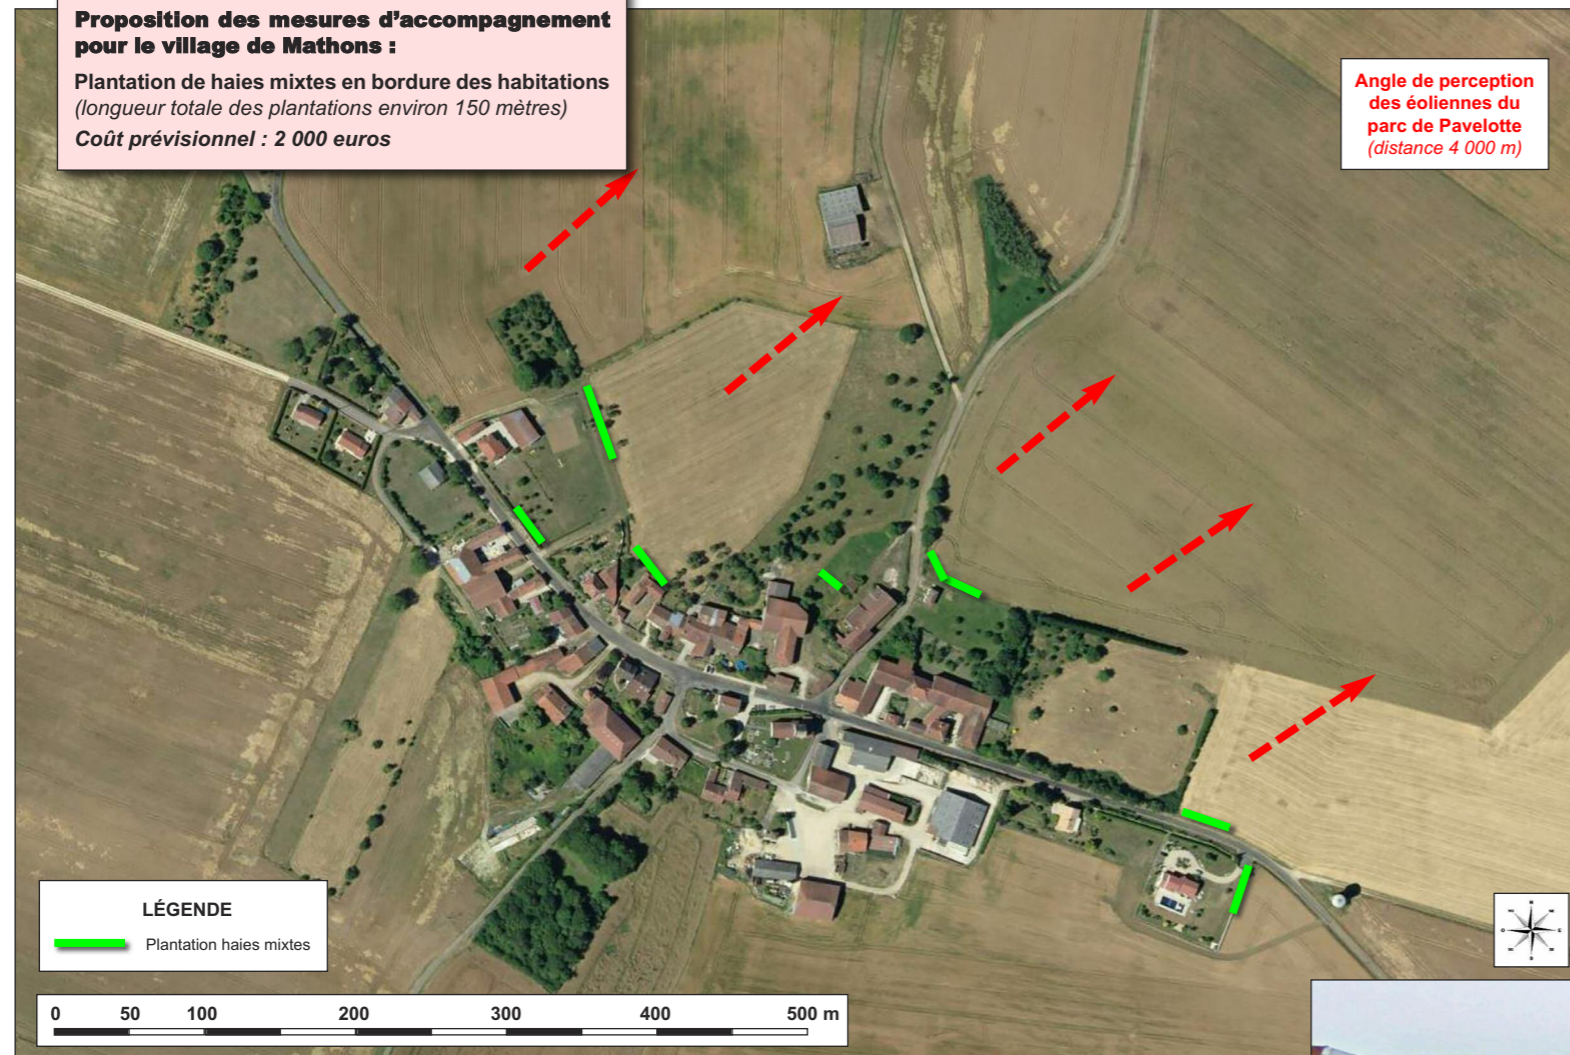 Proposition des mesures d'accompagnement
pour le village de Mathons :
Plantation de haies mixtes en bordure des habitations
(longueur totale des plantations environ 150 mètres)
Coût prévisionnel : 2 000 euros
Angle de perception
des éoliennes du
parc de Pavelotte
(distance 4 000 m)
LÉGENDE
Plantation haies mixtes
0 50 100 200 300 400 500 m